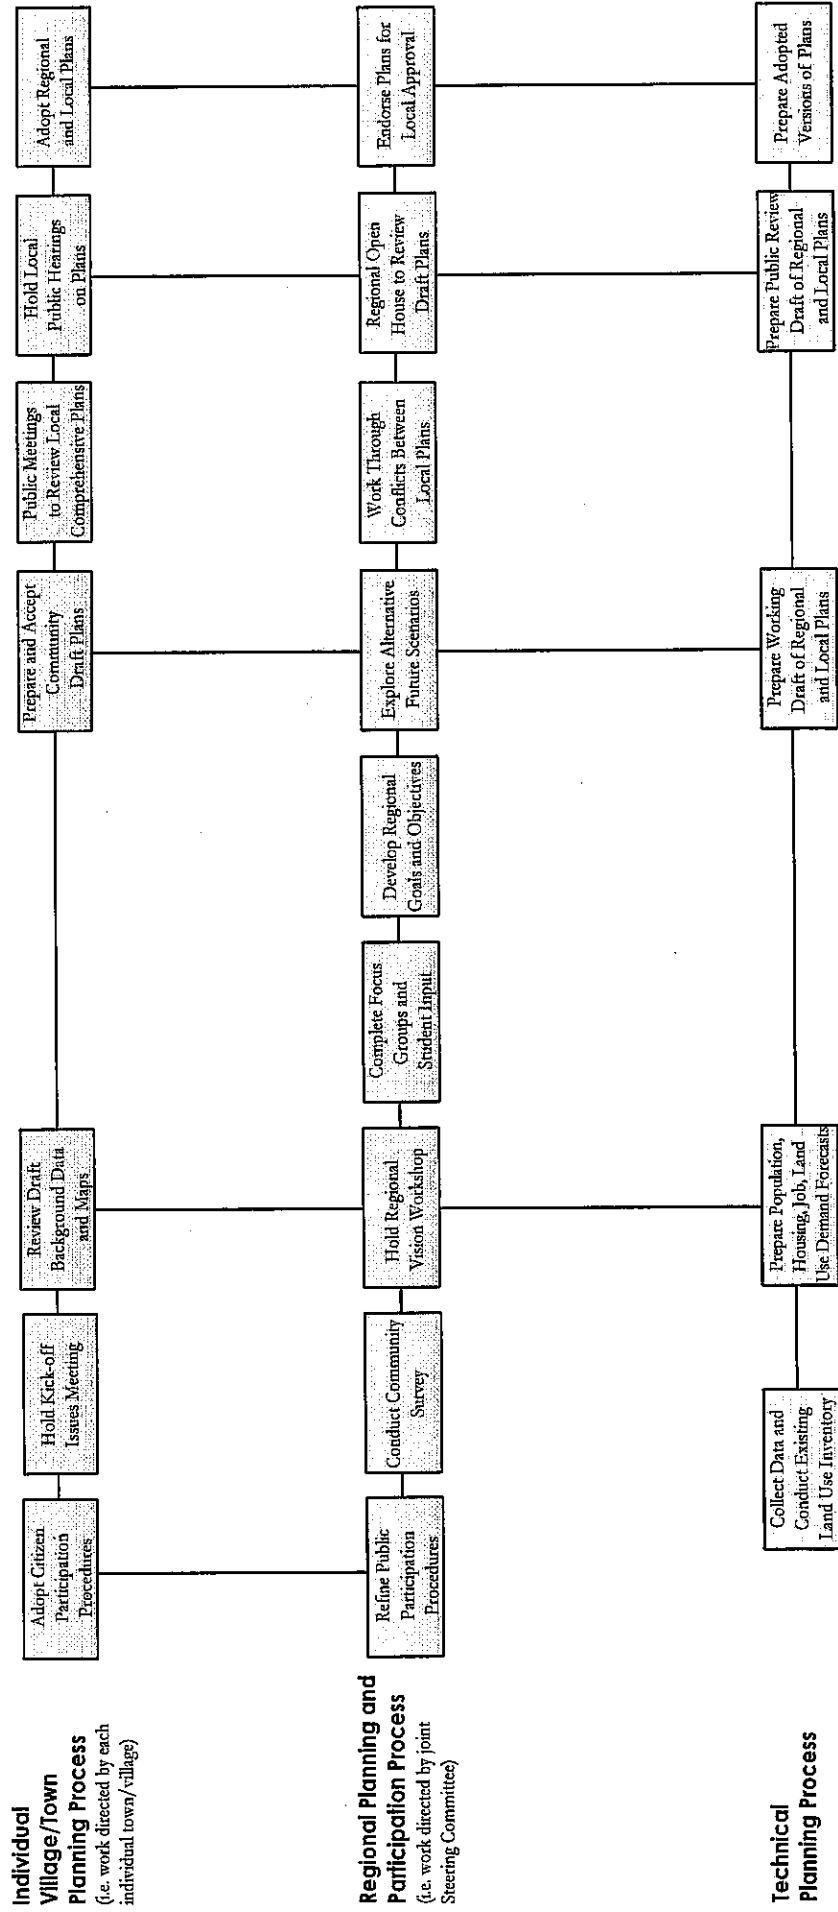 Individual
Village/Town
Planning Process
(i.e. work directed by each
individual town/village)
Adopt Citizen
Participation
Procedures
Hold Kick-off
Issues Meeting
Review Draft
Background Data
and Maps
Prepare and Accept
Community
Draft Plans
Public Meetings
to Review Local
Comprehensive Plans
Hold Local
Public Hearings
on Plans
Adopt Regional
and Local Plans
Regional Planning and
Participation Process
(i.e. work directed by joint
Steering Committee)
Refine Public
Participation
Procedures
Conduct Community
Survey
Hold Regional
Vision Workshop
Complete Focus
Groups and
Student Input
Develop Regional
Goals and Objectives
Explore Alternative
Future Scenarios
Work Through
Conflicts Between
Local Plans
Regional Open
House to Review
Draft Plans
Endorse Plans for
Local Approval
Technical
Planning Process
Collect Data and
Conduct Existing
Land Use Inventory
Prepare Population,
Housing, Job, Land
Use Demand Forecasts
Prepare Working
Draft of Regional
and Local Plans
Prepare Public Review
Draft of Regional
and Local Plans
Prepare Adopted
Versions of Plans